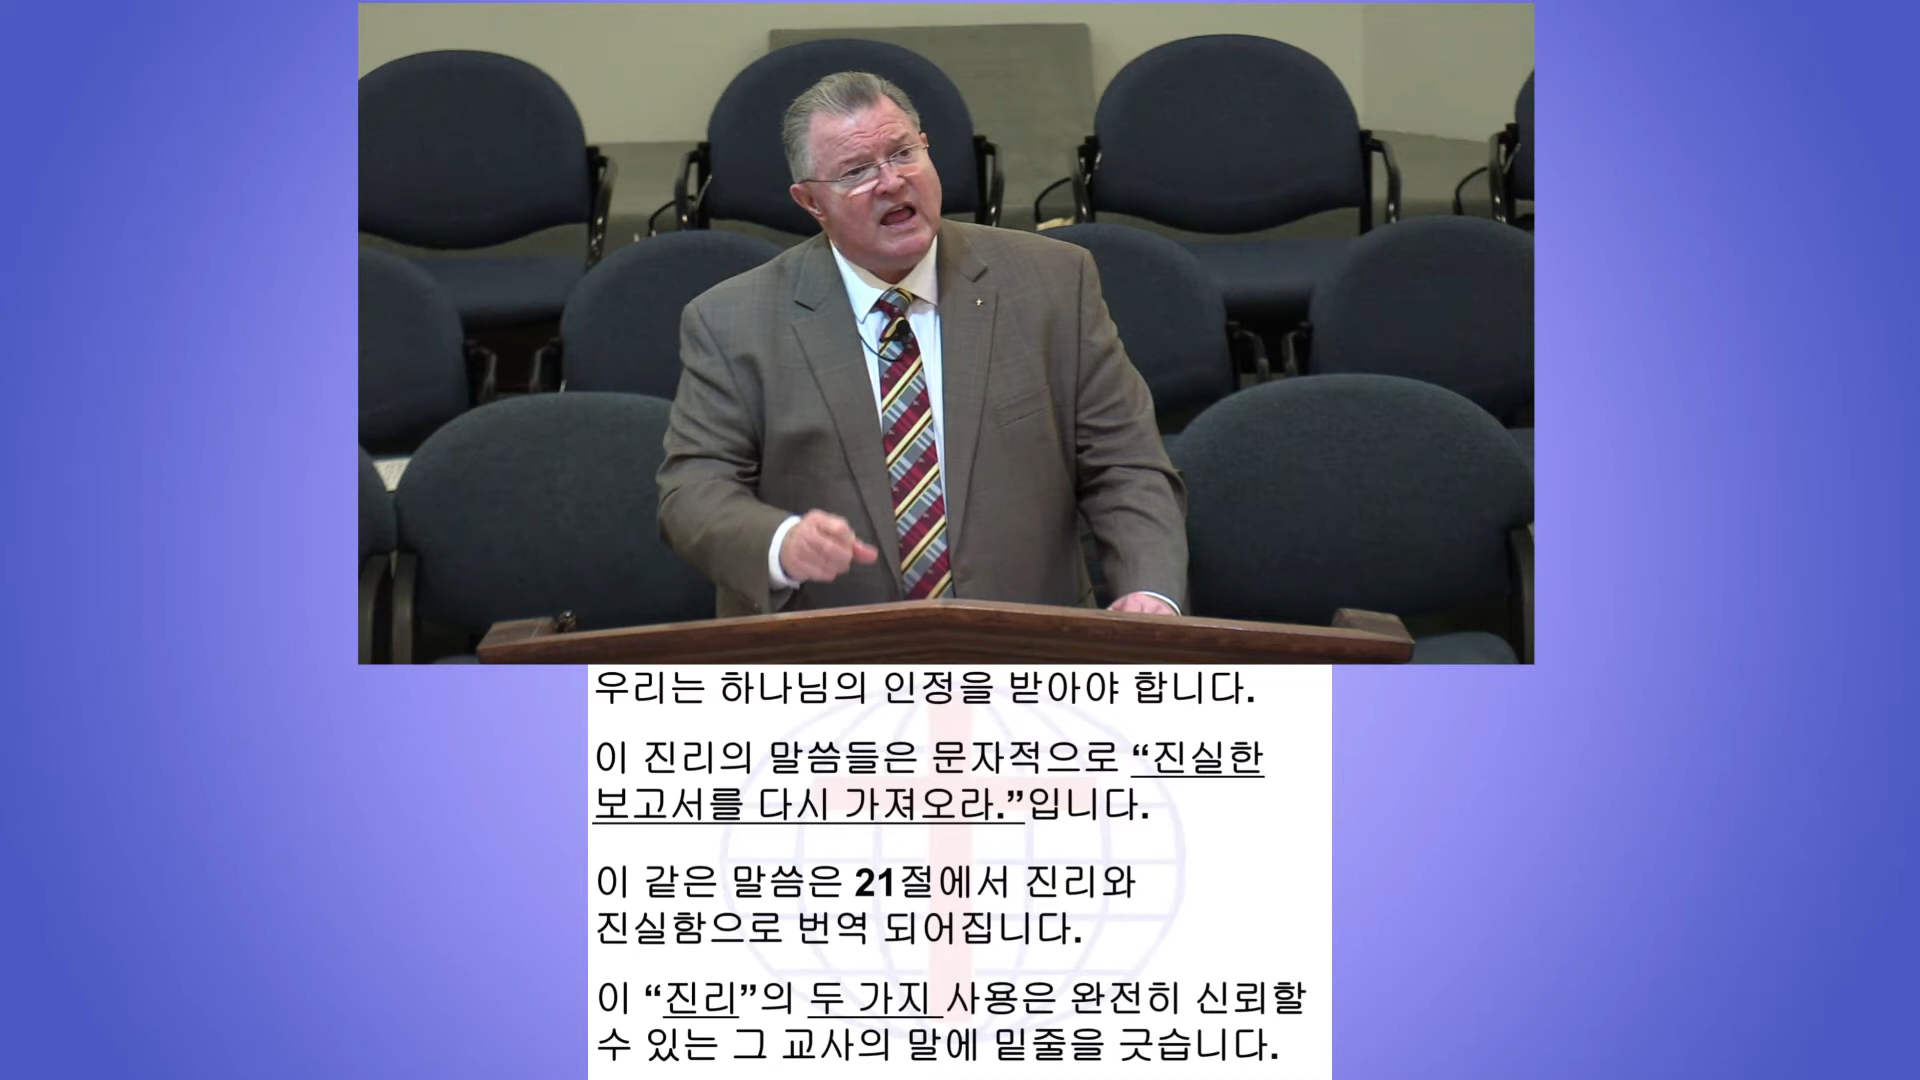 우리는 하나님의 인정을 받아야 합니다.
이 진리의 말씀들은 문자적으로 “진실한
보고서를 다시 가져오라.”입니다.
이 같은 말씀은 21절에서 진리와
진실함으로 번역 되어집니다.
이 “진리”의 두 가지 사용은 완전히 신뢰할
수 있는 그 교사의 말에 밑줄을 긋습니다.